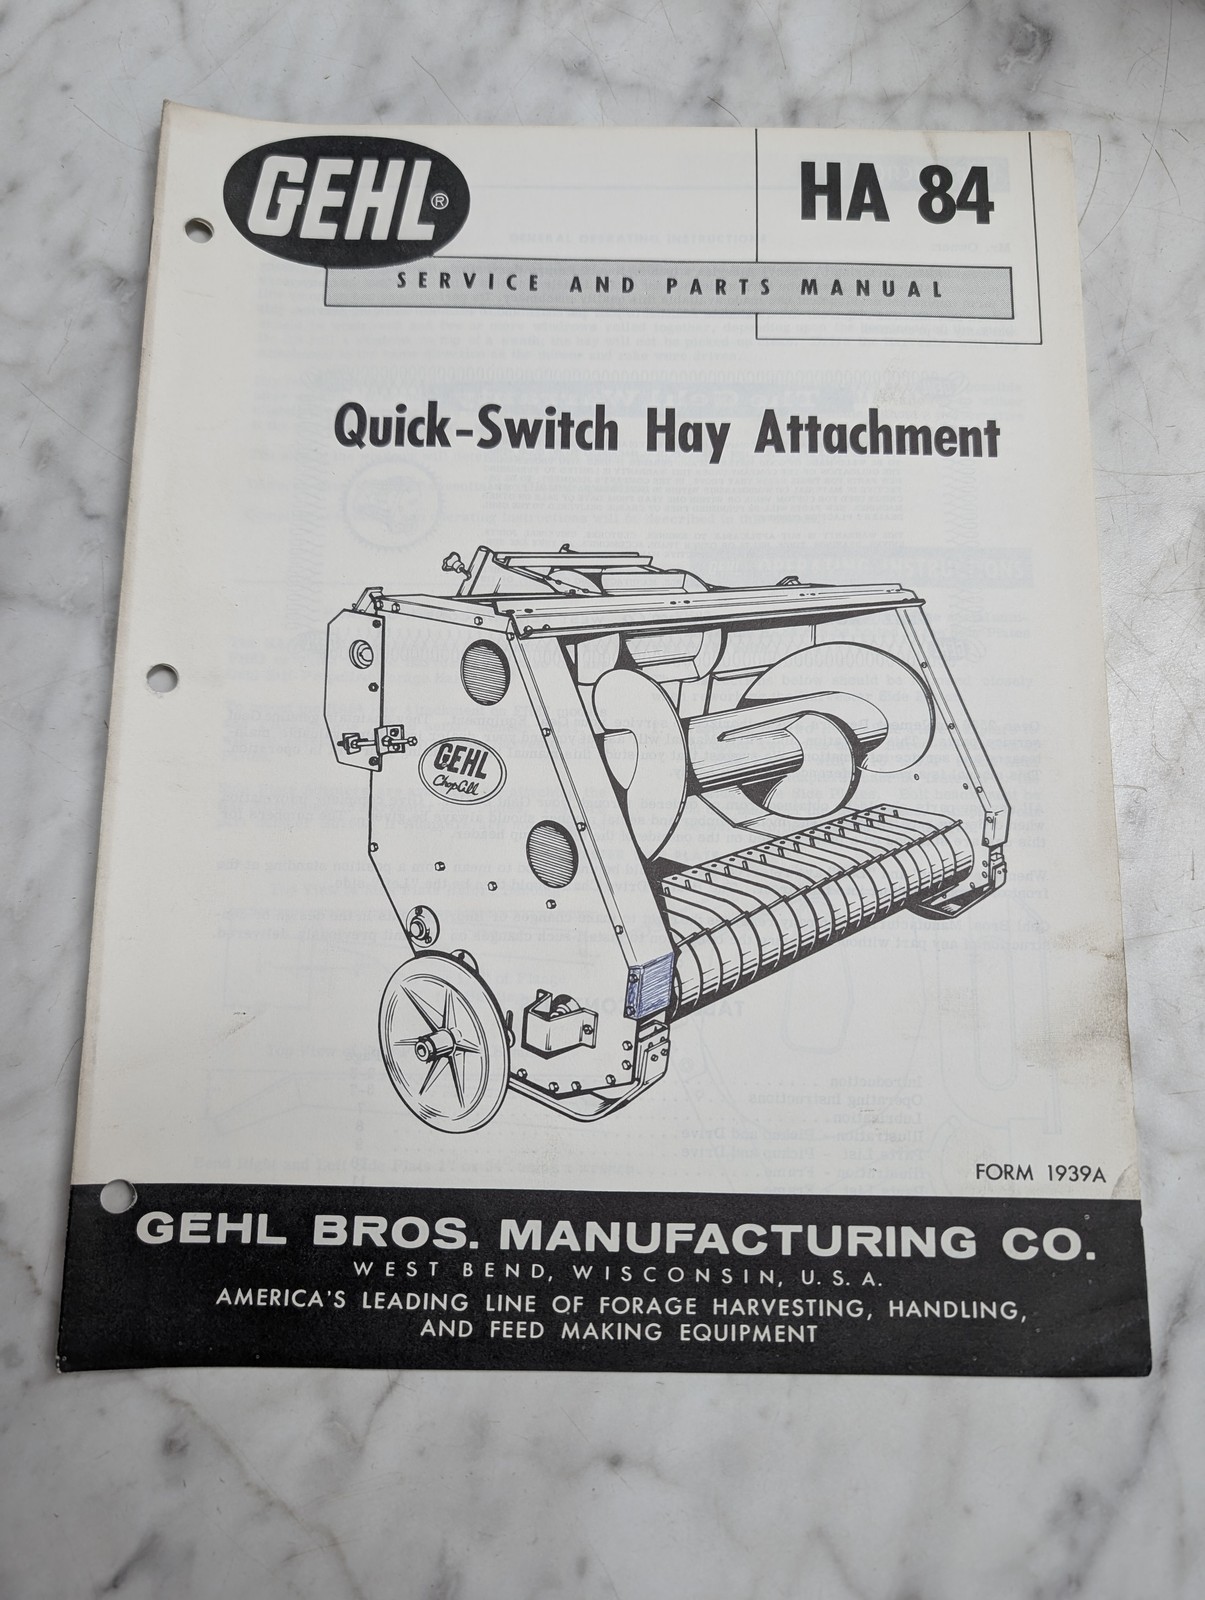 GEHL®
HA 84
SERVICE AND PARTS MANUAL
Quick-Switch Hay Attachment
GEHL
Chop-All
FORM 1939A
GEHL BROS. MANUFACTURING CO.
WEST BEND, WISCONSIN, U.S.A.
AMERICA'S LEADING LINE OF FORAGE HARVESTING, HANDLING,
AND FEED MAKING EQUIPMENT